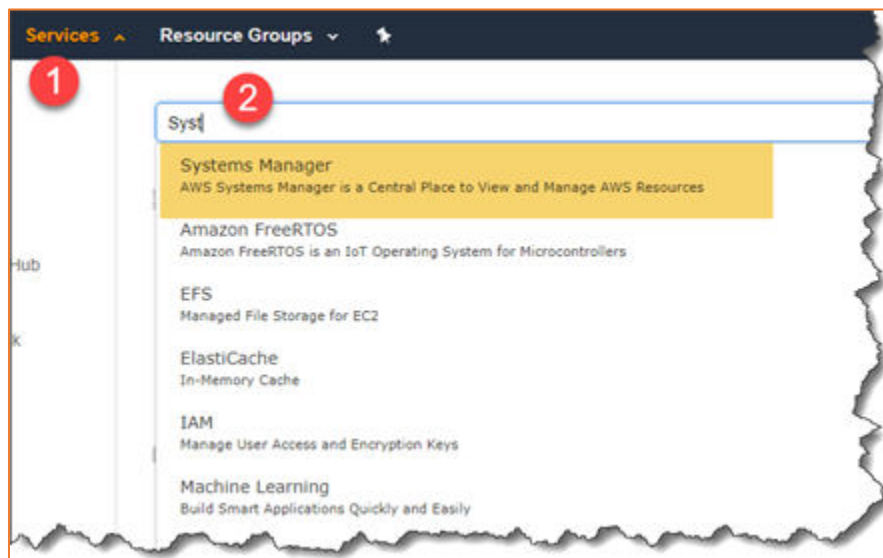 Services Resource Groups
1
2
Syst
Systems Manager
AWS Systems Manager is a Central Place to View and Manage AWS Resources
Amazon FreeRTOS
Amazon FreeRTOS is an IoT Operating System for Microcontrollers
Hub
EFS
Managed File Storage for EC2
k
ElastiCache
In-Memory Cache
IAM
Manage User Access and Encryption Keys
Machine Learning
Build Smart Applications Quickly and Easily